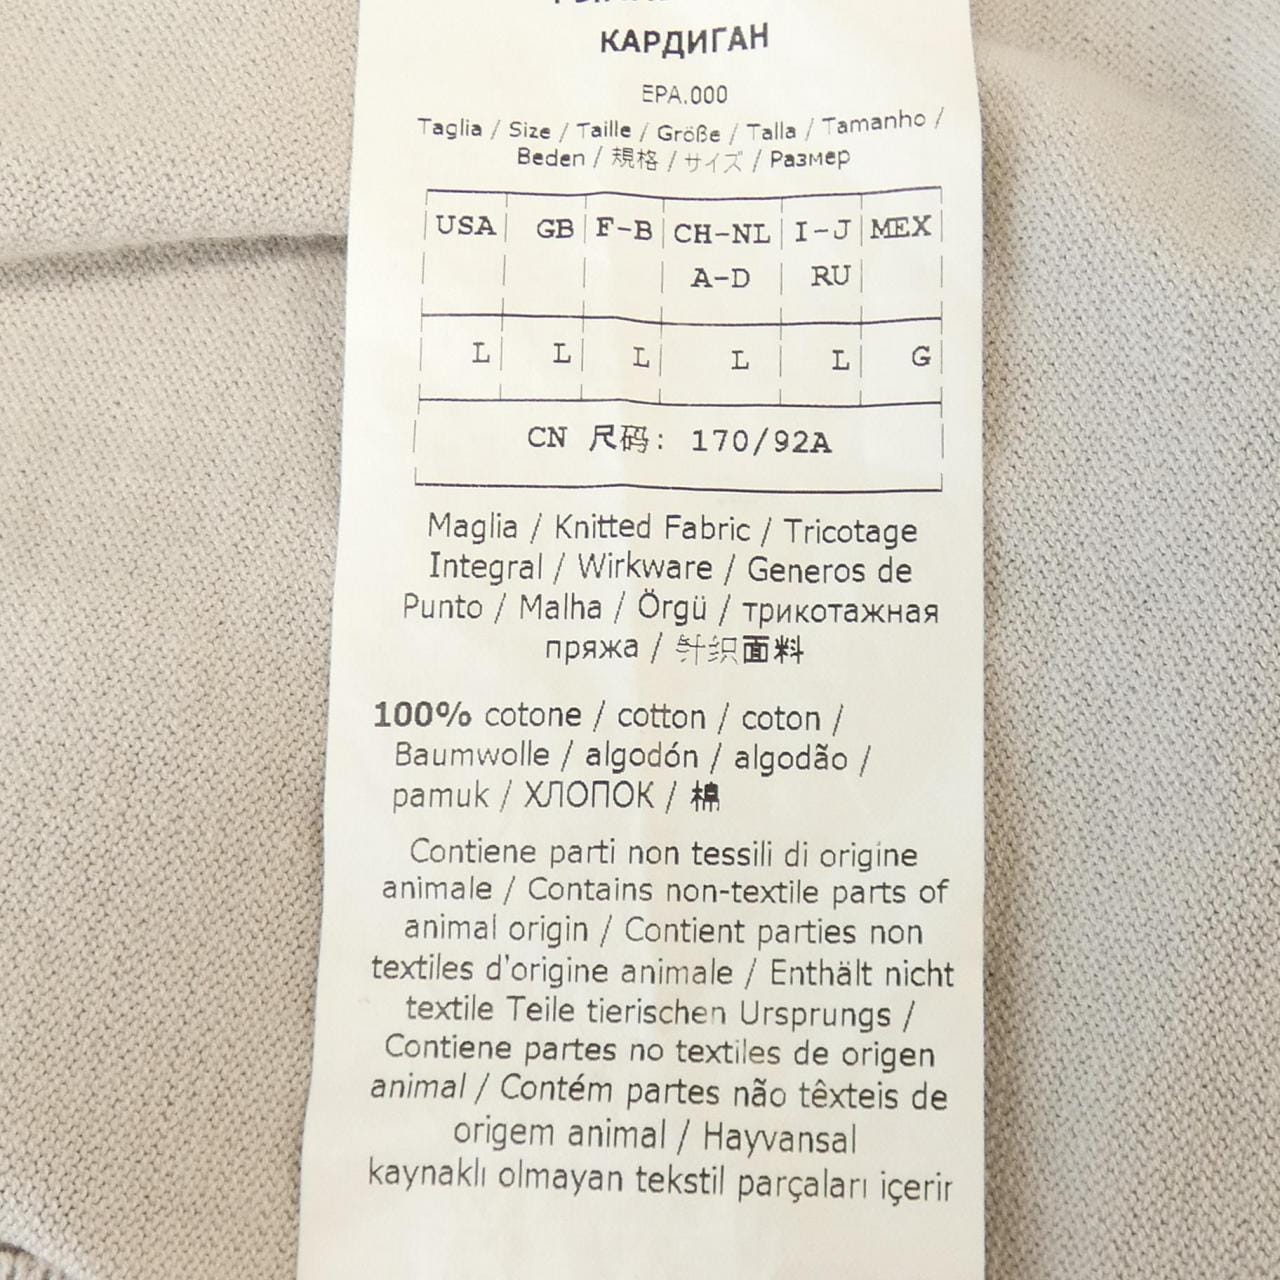 КАРДИГАН
EPA.000
Taglia / Size / Taille / Größe / Talla / Tamanho /
Beden / 規格 / サイズ / Размер
USA GB F-B CH-NL I-J MEX
A-D RU
L L L L L G
CN 尺码: 170/92A
Maglia / Knitted Fabric / Tricotage
Integral / Wirkware / Generos de
Punto / Malha / Örgü / трикотажная
пряжа / 针织面料
100% cotone / cotton / coton /
Baumwolle / algodón / algodão /
pamuk / ХЛОПОК / 棉
Contiene parti non tessili di origine
animale / Contains non-textile parts of
animal origin / Contient parties non
textiles d'origine animale / Enthält nicht
textile Teile tierischen Ursprungs /
Contiene partes no textiles de origen
animal / Contém partes não têxteis de
origem animal / Hayvansal
kaynaklı olmayan tekstil parçaları içerir